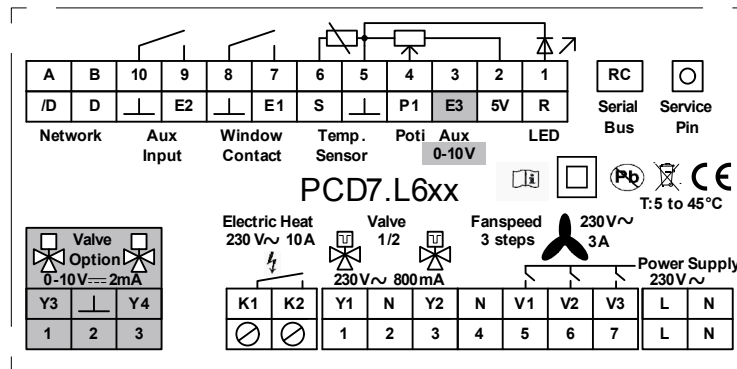 A B 10 9 8 7 6 5 4 3 2 1 RC
/D D ⊥ E2 ⊥ E1 S ⊥ P1 E3 5V R Serial Bus Service Pin
Network Aux Input Window Contact Temp. Sensor Poti Aux LED
0-10V
PCD7.L6xx
Pb
CE
T:5 to 45°C
Valve Option
0-10V⎓2mA
Y3 ⊥ Y4
1 2 3
Electric Heat
230 V~ 10A
Valve
1/2
230V~ 800mA
Fanspeed
3 steps
230V~
3A
Power Supply
230V~
K1 K2 Y1 N Y2 N V1 V2 V3 L N
1 2 3 4 5 6 7 L N